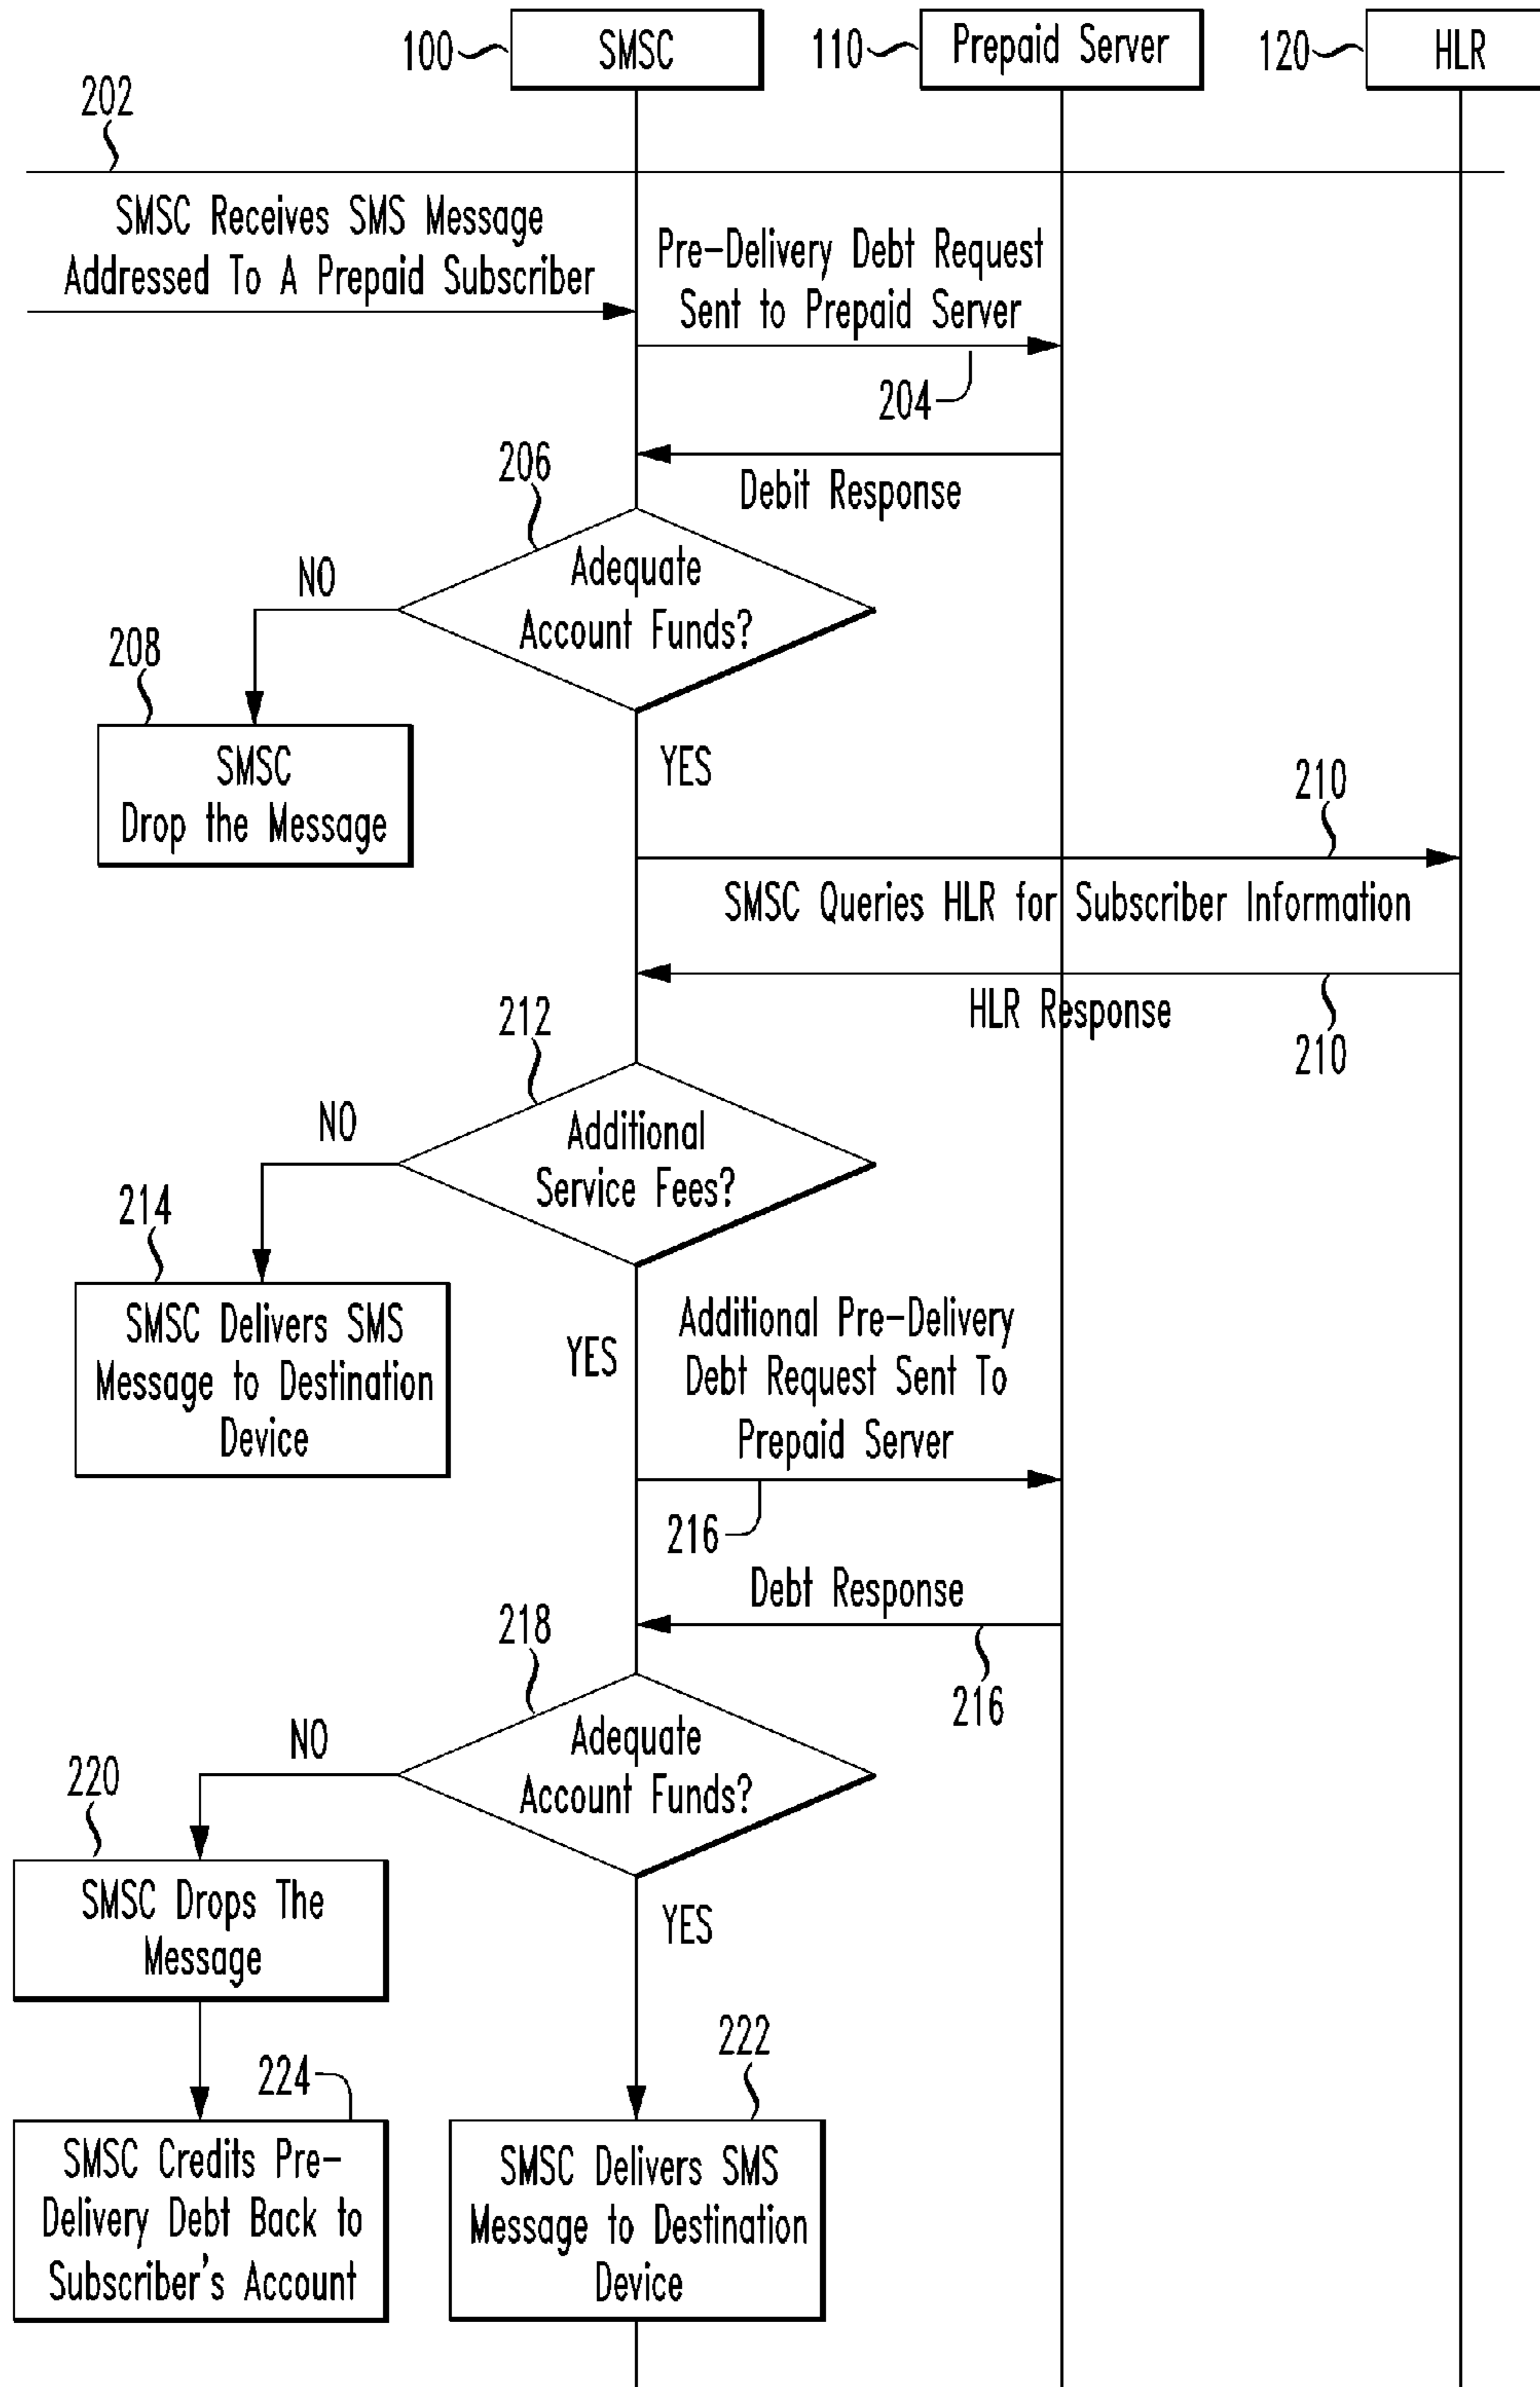 100
SMSC
110
Prepaid Server
120
HLR
202
SMSC Receives SMS Message
Addressed To A Prepaid Subscriber
Pre-Delivery Debt Request
Sent to Prepaid Server
204
Debit Response
206
Adequate
Account Funds?
NO
208
SMSC
Drop the Message
YES
210
SMSC Queries HLR for Subscriber Information
HLR Response
210
212
Additional
Service Fees?
NO
214
SMSC Delivers SMS
Message to Destination
Device
YES
Additional Pre-Delivery
Debt Request Sent To
Prepaid Server
216
Debt Response
216
218
Adequate
Account Funds?
NO
220
SMSC Drops The
Message
YES
224
SMSC Credits Pre-
Delivery Debt Back to
Subscriber's Account
222
SMSC Delivers SMS
Message to Destination
Device